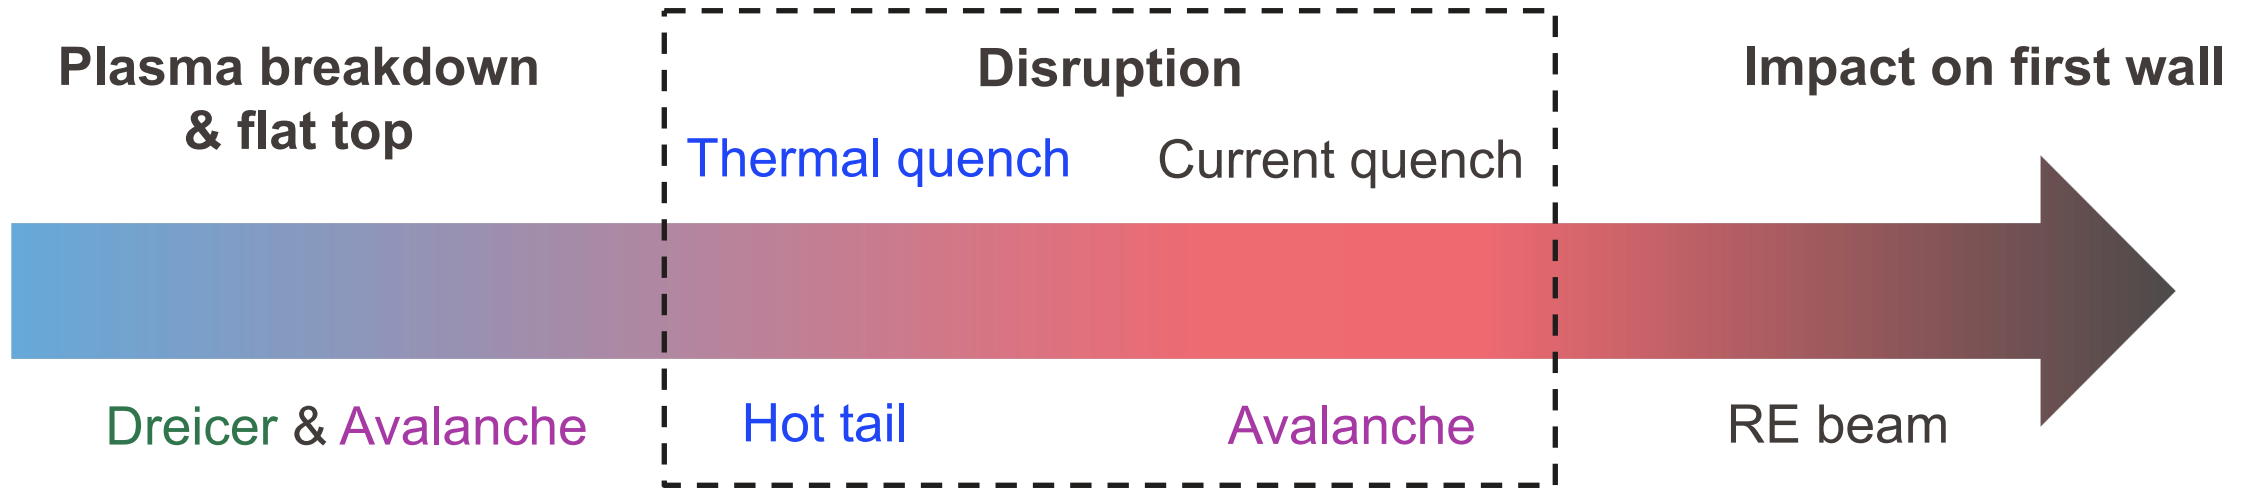 Plasma breakdown
& flat top
Disruption
Impact on first wall
Thermal quench
Current quench
Dreicer & Avalanche
Hot tail
Avalanche
RE beam